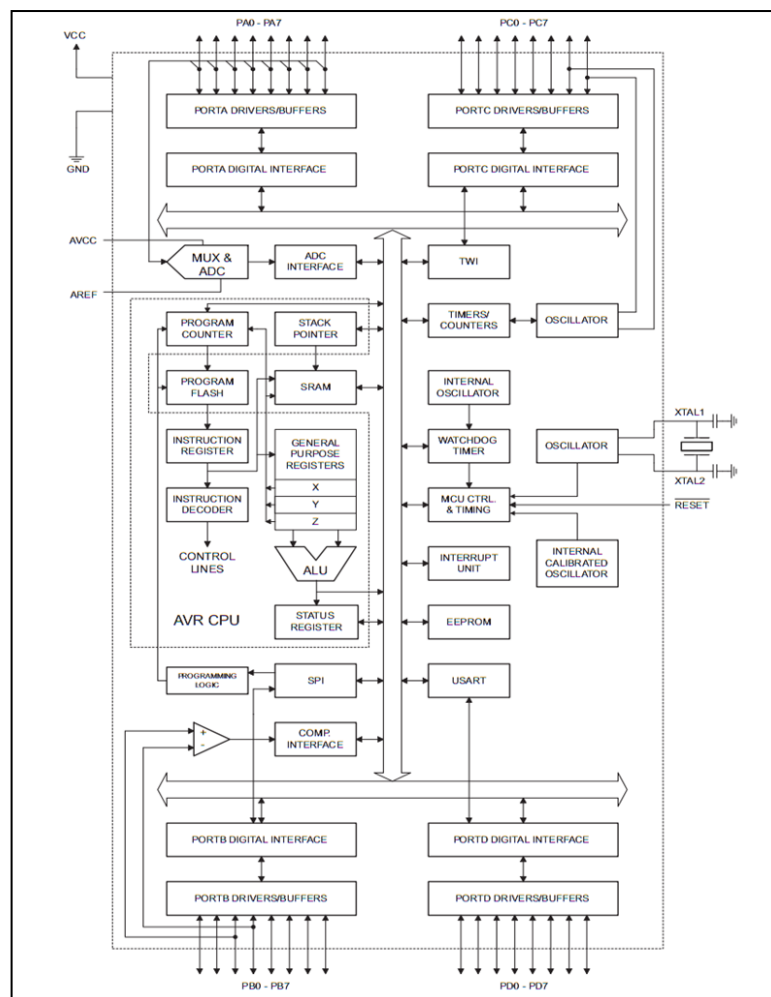 PA0 - PA7
PC0 - PC7
VCC
PORTA DRIVERS/BUFFERS
PORTC DRIVERS/BUFFERS
GND
PORTA DIGITAL INTERFACE
PORTC DIGITAL INTERFACE
AVCC
MUX &
ADC
ADC
INTERFACE
TWI
AREF
PROGRAM
COUNTER
STACK
POINTER
TIMERS/
COUNTERS
OSCILLATOR
PROGRAM
FLASH
SRAM
INTERNAL
OSCILLATOR
XTAL1
INSTRUCTION
REGISTER
GENERAL
PURPOSE
REGISTERS
WATCHDOG
TIMER
OSCILLATOR
XTAL2
X
INSTRUCTION
DECODER
Y
MCU CTRL.
& TIMING
RESET
Z
CONTROL
LINES
ALU
INTERRUPT
UNIT
INTERNAL
CALIBRATED
OSCILLATOR
AVR CPU
STATUS
REGISTER
EEPROM
PROGRAMMING
LOGIC
SPI
USART
+
-
COMP.
INTERFACE
PORTB DIGITAL INTERFACE
PORTD DIGITAL INTERFACE
PORTB DRIVERS/BUFFERS
PORTD DRIVERS/BUFFERS
PB0 - PB7
PD0 - PD7